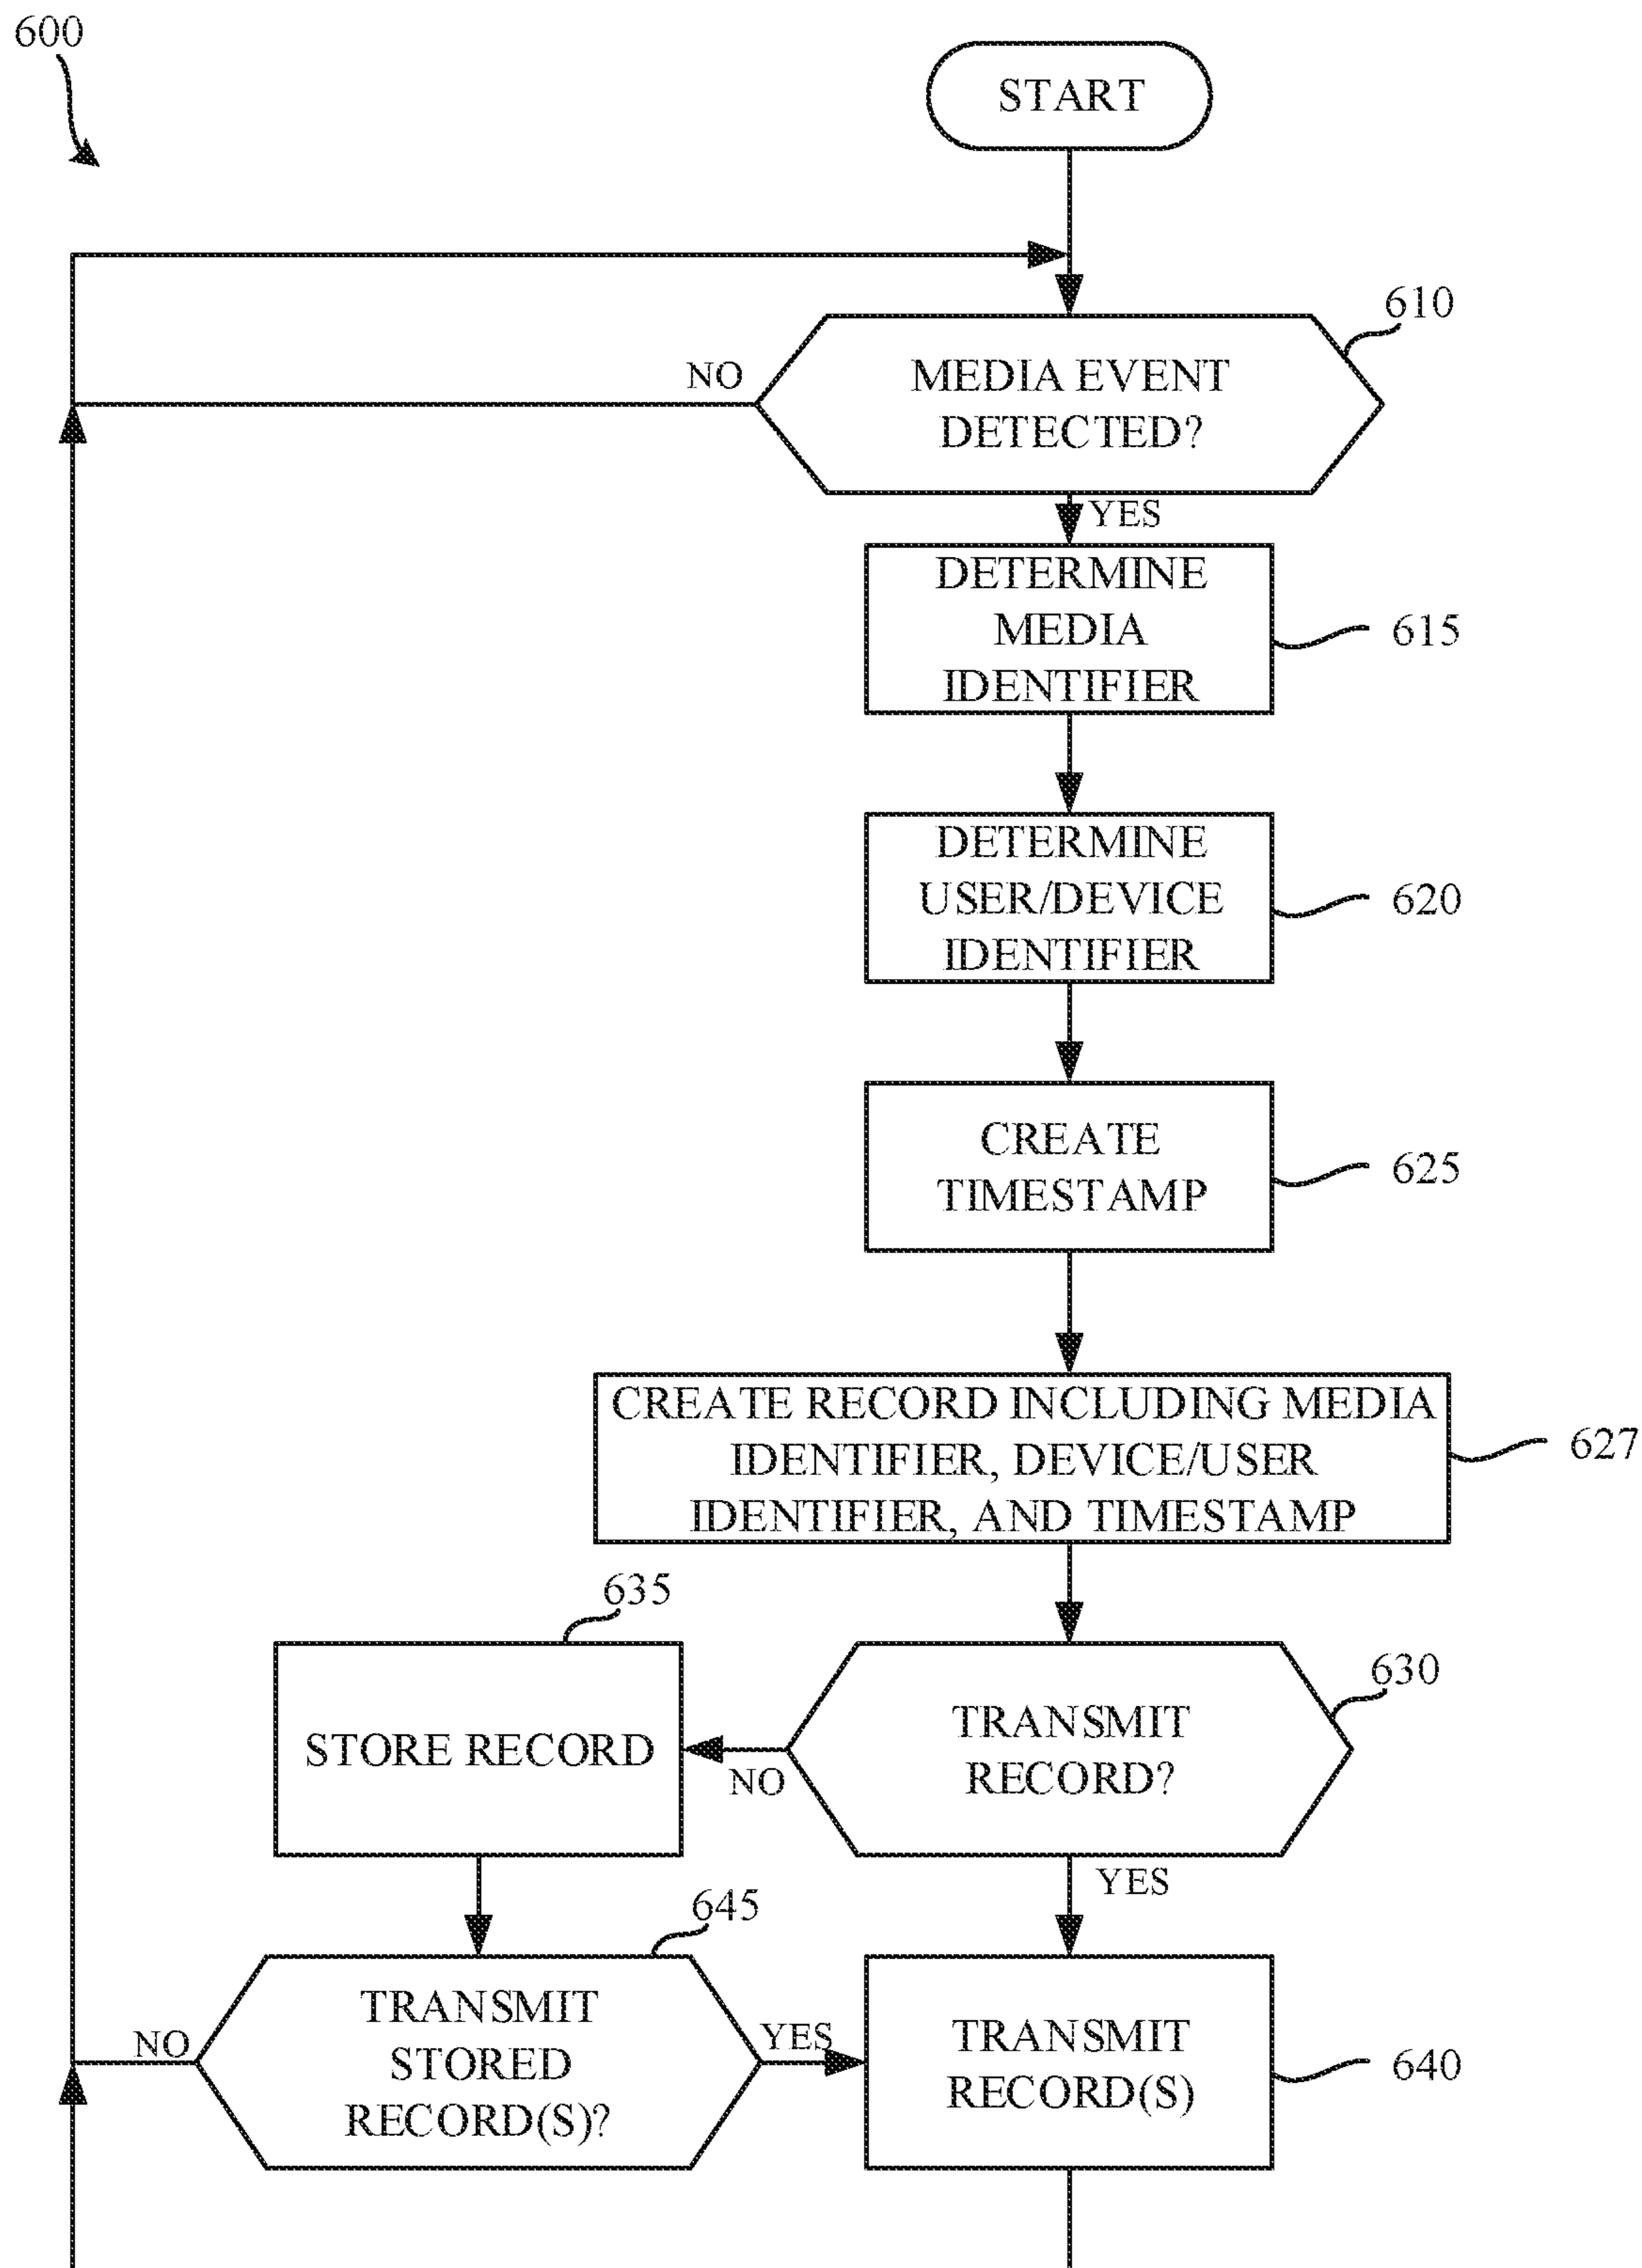 600
START
610
NO
MEDIA EVENT
DETECTED?
YES
DETERMINE
MEDIA
IDENTIFIER
615
DETERMINE
USER/DEVICE
IDENTIFIER
620
CREATE
TIMESTAMP
625
CREATE RECORD INCLUDING MEDIA
IDENTIFIER, DEVICE/USER
IDENTIFIER, AND TIMESTAMP
627
635
STORE RECORD
630
TRANSMIT
RECORD?
NO
YES
645
TRANSMIT
STORED
RECORD(S)?
NO
YES
TRANSMIT
RECORD(S)
640